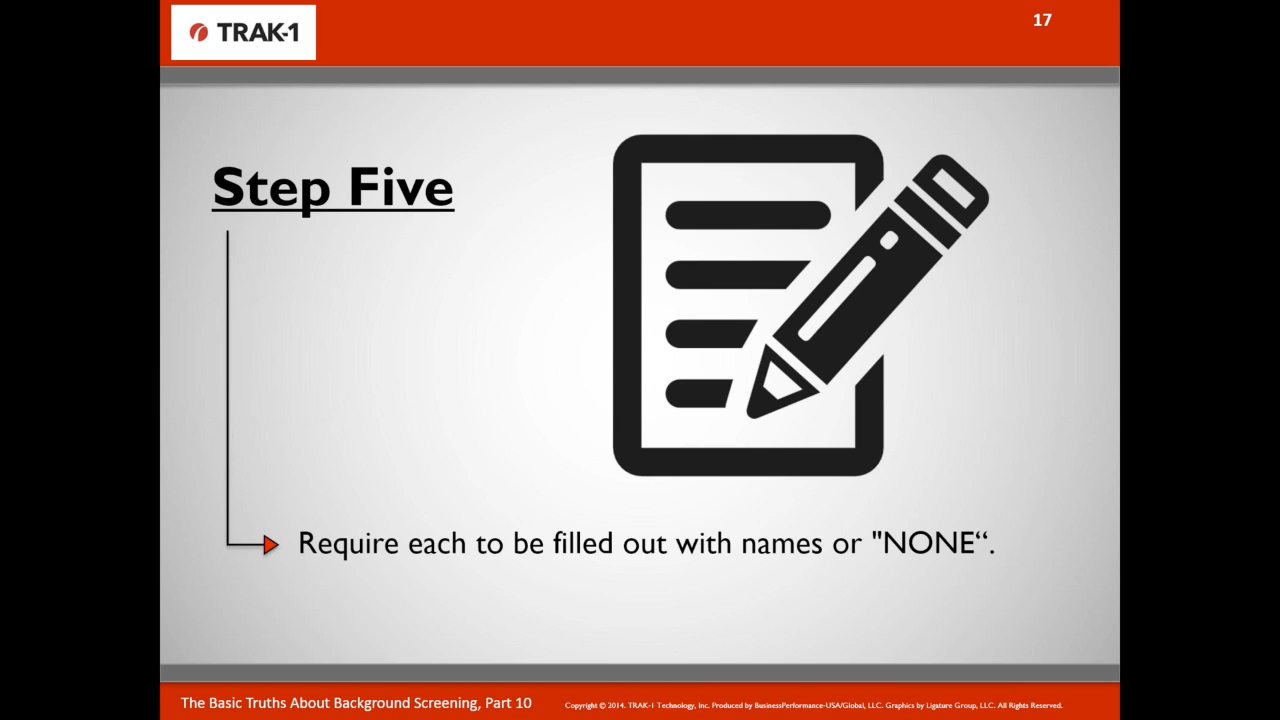 TRAK-1
17
Step Five
Require each to be filled out with names or "NONE“.
The Basic Truths About Background Screening, Part 10
Copyright © 2014. TRAK-1 Technology, Inc. Produced by BusinessPerformance-USA/Global, LLC. Graphics by Ligature Group, LLC. All Rights Reserved.